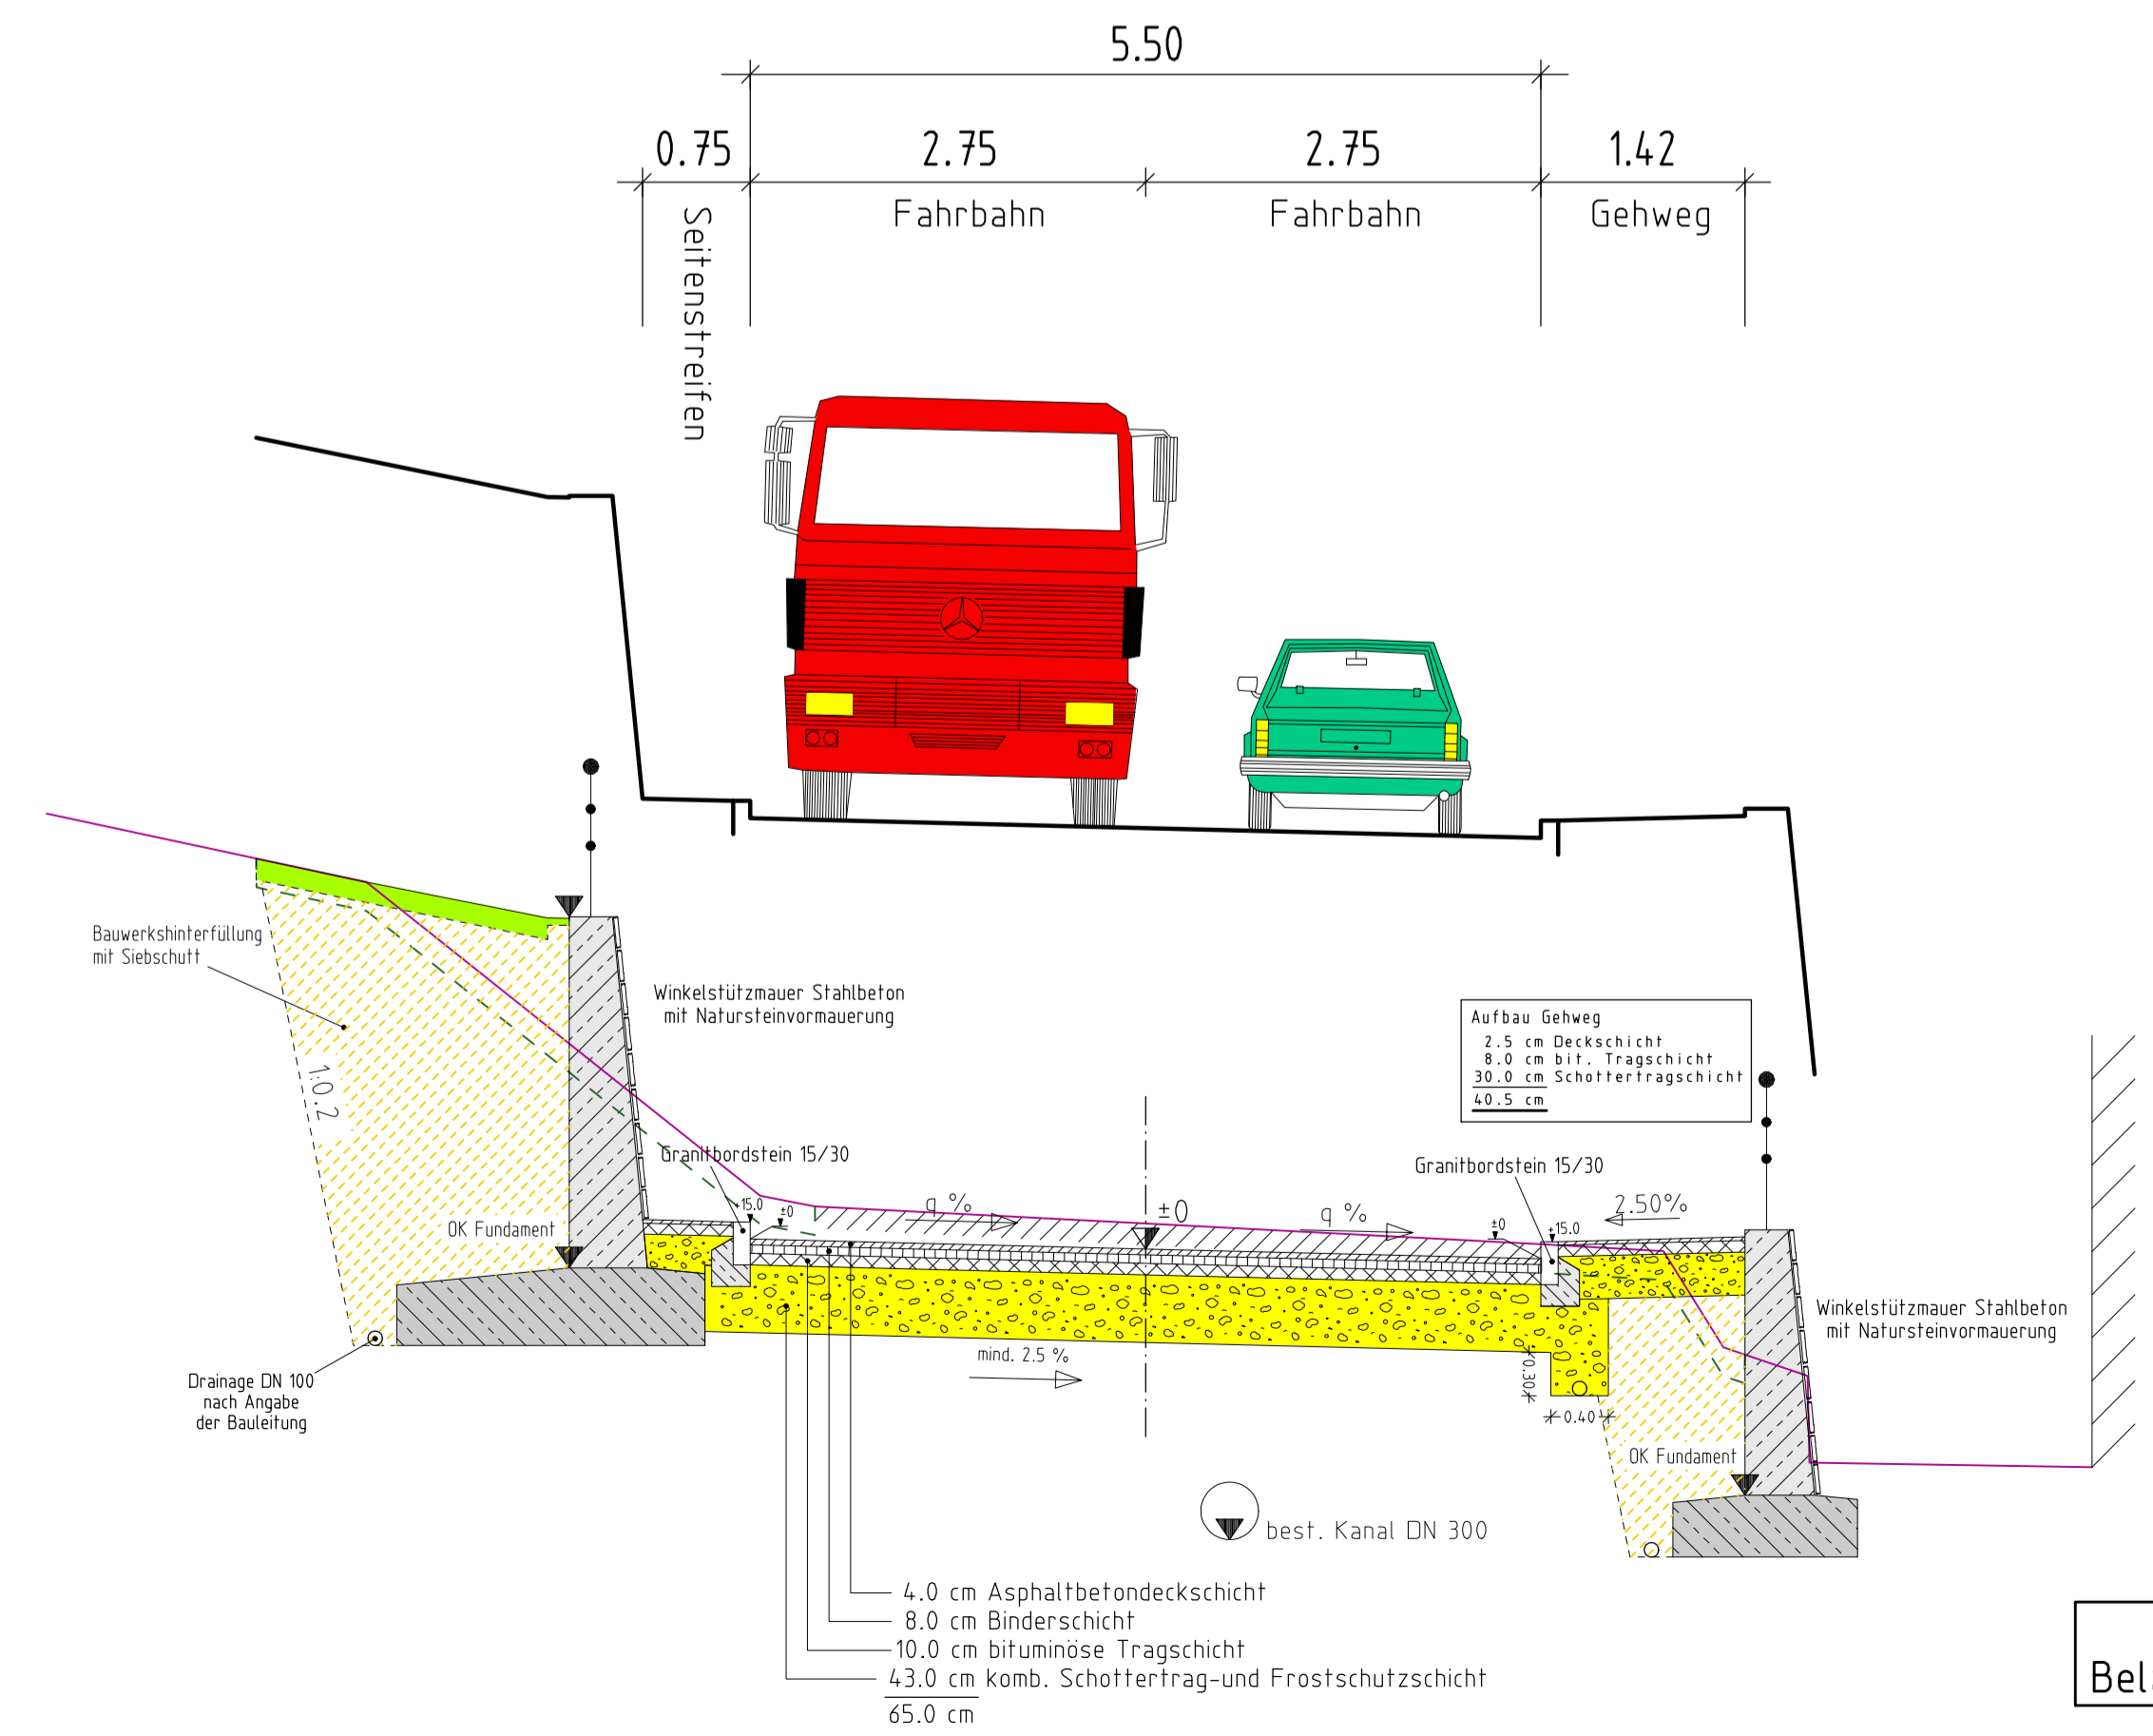 5.50
0.75
2.75
2.75
1.42
Seitenstreifen
Fahrbahn
Fahrbahn
Gehweg
Bauwerkshinterfüllung
mit Siebschutt
1:0.2
Winkelstützmauer Stahlbeton
mit Natursteinvormauerung
Aufbau Gehweg
2.5 cm Deckschicht
8.0 cm bit. Tragschicht
30.0 cm Schottertragschicht
40.5 cm
Granitbordstein 15/30
Granitbordstein 15/30
+15.0
±0
q %
±0
q %
±0
+15.0
2.50%
OK Fundament
Winkelstützmauer Stahlbeton
mit Natursteinvormauerung
mind. 2.5 %
0.30
0.40
Drainage DN 100
nach Angabe
der Bauleitung
OK Fundament
best. Kanal DN 300
4.0 cm Asphaltbetondeckschicht
8.0 cm Binderschicht
10.0 cm bituminöse Tragschicht
43.0 cm komb. Schottertrag-und Frostschutzschicht
65.0 cm